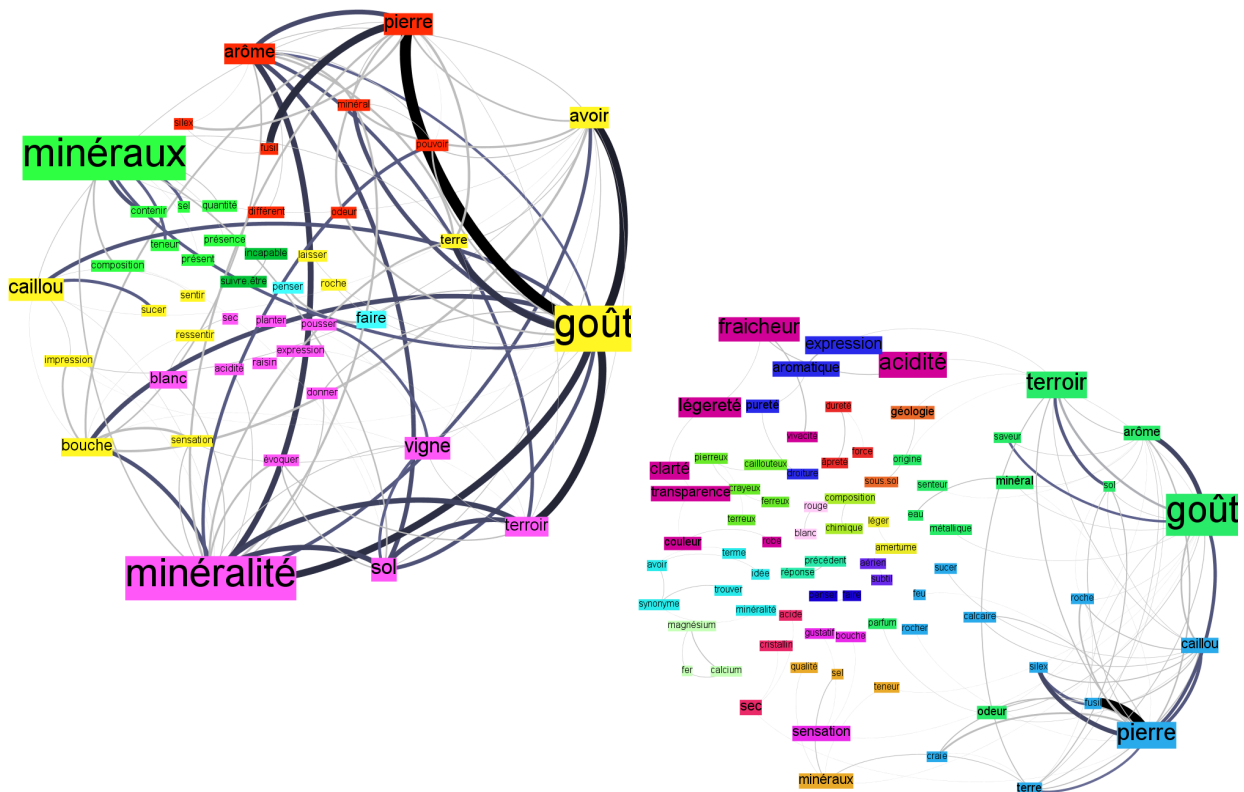 pierre
arôme
minéral
avoir
silex
fusil
pouvoir
minéraux
contenir
sel
quantité
différent
odeur
terre
présence
teneur
incapable
laisser
composition
présent
suivre.être
penser
roche
caillou
sentir
sucer
sec
planter
pousser
faire
goût
ressentir
impression
acidité
raisin
expression
blanc
donner
bouche
sensation
vigne
évoquer
terroir
minéralité
sol
fraicheur
expression
acidité
aromatique
terroir
légereté
pureté
dureté
géologie
arôme
vivacité
saveur
pierreux
caillouteux
force
âpreté
origine
clarté
droiture
goût
transparence
crayeux
sous.sol
senteur
minéral
sol
ferreux
rouge
composition
eau
terreux
chimique
léger
métallique
couleur
robe
blanc
amertume
terme
précédent
avoir
idée
réponse
aérien
sucer
subtil
trouver
feu
roche
synonyme
minéralité
acide
calcaire
magnésium
parfum
rocher
gustatif
bouche
caillou
cristallin
fer
calcium
qualité
sel
silex
teneur
fusil
sec
odeur
sensation
pierre
craie
minéraux
terre